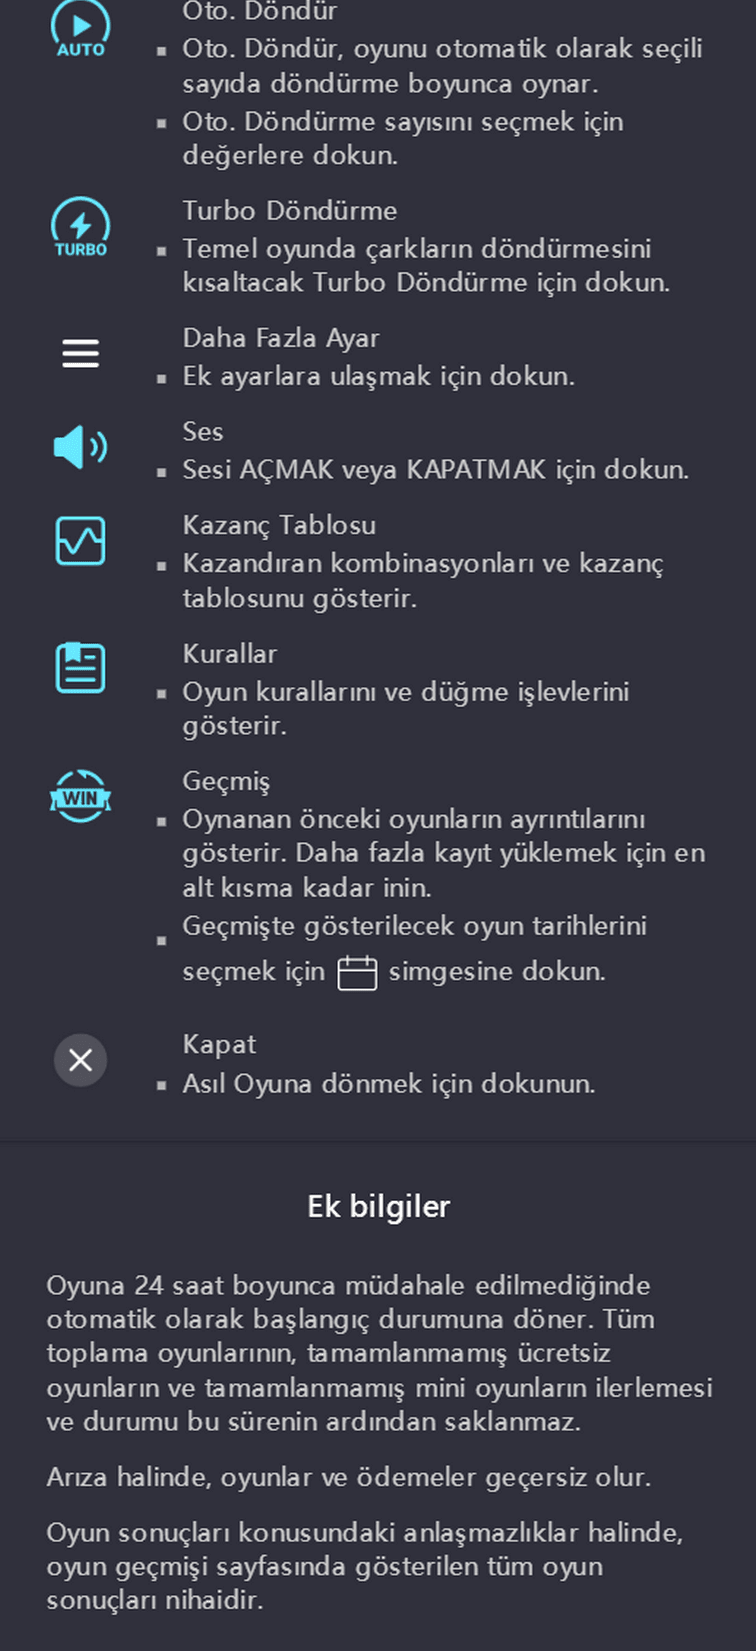 Oto. Döndür
AUTO
▪ Oto. Döndür, oyunu otomatik olarak seçili
sayıda döndürme boyunca oynar.
▪ Oto. Döndürme sayısını seçmek için
değerlere dokun.
Turbo Döndürme
TURBO
▪ Temel oyunda çarkların döndürmesini
kısaltacak Turbo Döndürme için dokun.
Daha Fazla Ayar
▪ Ek ayarlara ulaşmak için dokun.
Ses
▪ Sesi AÇMAK veya KAPATMAK için dokun.
Kazanç Tablosu
▪ Kazandıran kombinasyonları ve kazanç
tablosunu gösterir.
Kurallar
▪ Oyun kurallarını ve düğme işlevlerini
gösterir.
Geçmiş
WIN
▪ Oynanan önceki oyunların ayrıntılarını
gösterir. Daha fazla kayıt yüklemek için en
alt kısma kadar inin.
▪ Geçmişte gösterilecek oyun tarihlerini
seçmek için simgesine dokun.
Kapat
▪ Asıl Oyuna dönmek için dokunun.
Ek bilgiler
Oyuna 24 saat boyunca müdahale edilmediğinde
otomatik olarak başlangıç durumuna döner. Tüm
toplama oyunlarının, tamamlanmamış ücretsiz
oyunların ve tamamlanmamış mini oyunların ilerlemesi
ve durumu bu sürenin ardından saklanmaz.
Arıza halinde, oyunlar ve ödemeler geçersiz olur.
Oyun sonuçları konusundaki anlaşmazlıklar halinde,
oyun geçmişi sayfasında gösterilen tüm oyun
sonuçları nihaidir.